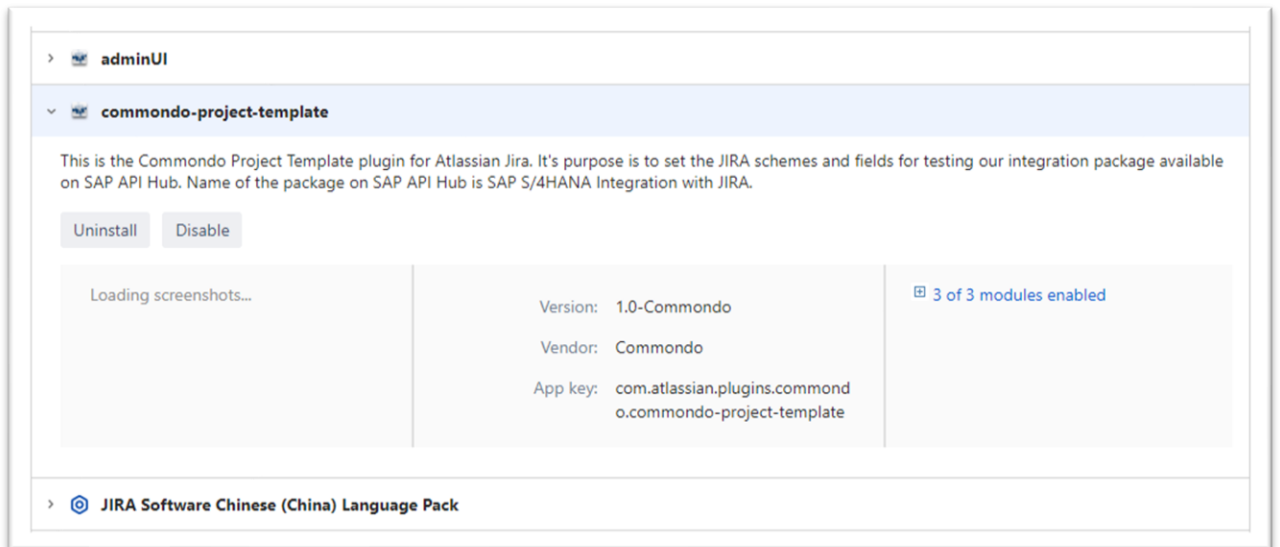 adminUI
commondo-project-template
This is the Commondo Project Template plugin for Atlassian Jira. It's purpose is to set the JIRA schemes and fields for testing our integration package available
on SAP API Hub. Name of the package on SAP API Hub is SAP S/4HANA Integration with JIRA.
Uninstall Disable
Loading screenshots...
Version: 1.0-Commondo
Vendor: Commondo
App key: com.atlassian.plugins.commond
o.commondo-project-template
3 of 3 modules enabled
JIRA Software Chinese (China) Language Pack